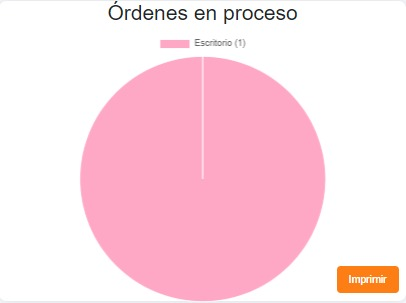 Órdenes en proceso
Escritorio (1)
Imprimir